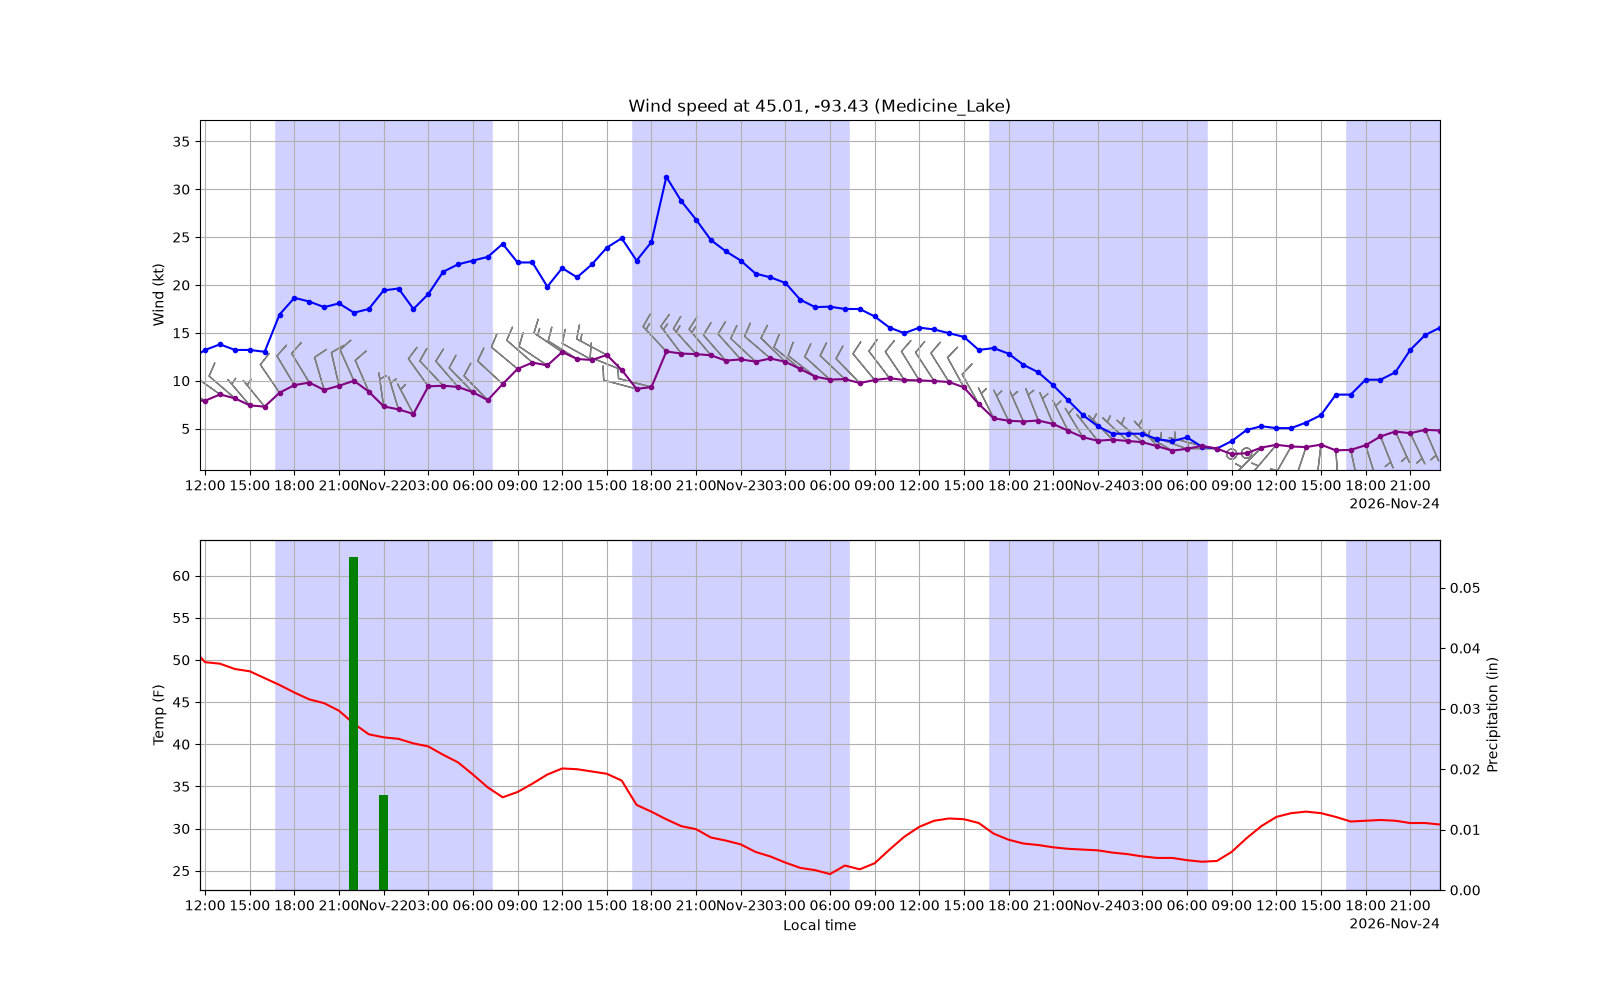 Wind speed at 45.01, -93.43 (Medicine_Lake)
Wind (kt)
35
30
25
20
15
10
5
12:00 15:00 18:00 21:00 Nov-22 03:00 06:00 09:00 12:00 15:00 18:00 21:00 Nov-23 03:00 06:00 09:00 12:00 15:00 18:00 21:00 Nov-24 03:00 06:00 09:00 12:00 15:00 18:00 21:00
2026-Nov-24
Temp (F)
60
55
50
45
40
35
30
25
Precipitation (in)
0.05
0.04
0.03
0.02
0.01
0.00
12:00 15:00 18:00 21:00 Nov-22 03:00 06:00 09:00 12:00 15:00 18:00 21:00 Nov-23 03:00 06:00 09:00 12:00 15:00 18:00 21:00 Nov-24 03:00 06:00 09:00 12:00 15:00 18:00 21:00
Local time
2026-Nov-24